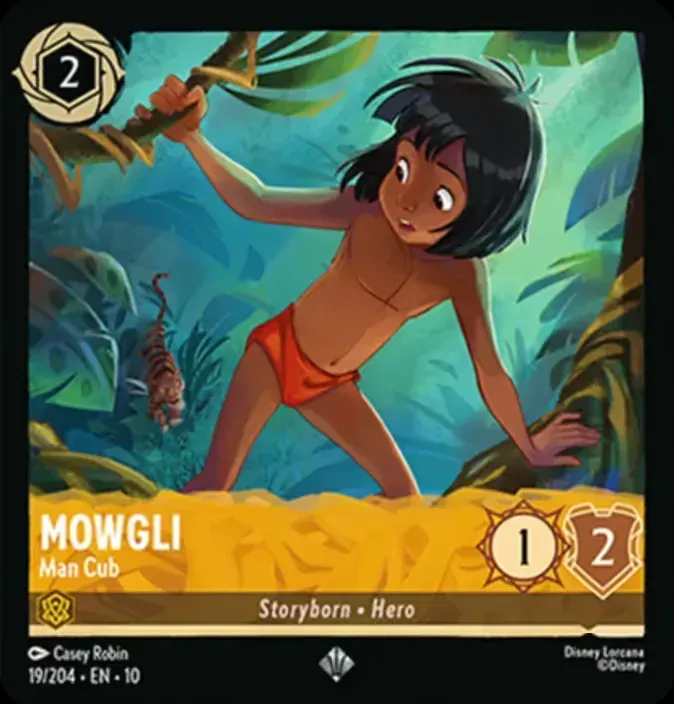 2
MOWGLI
Man Cub
1
2
Storyborn • Hero
Casey Robin
19/204 • EN • 10
Disney Lorcana
©Disney